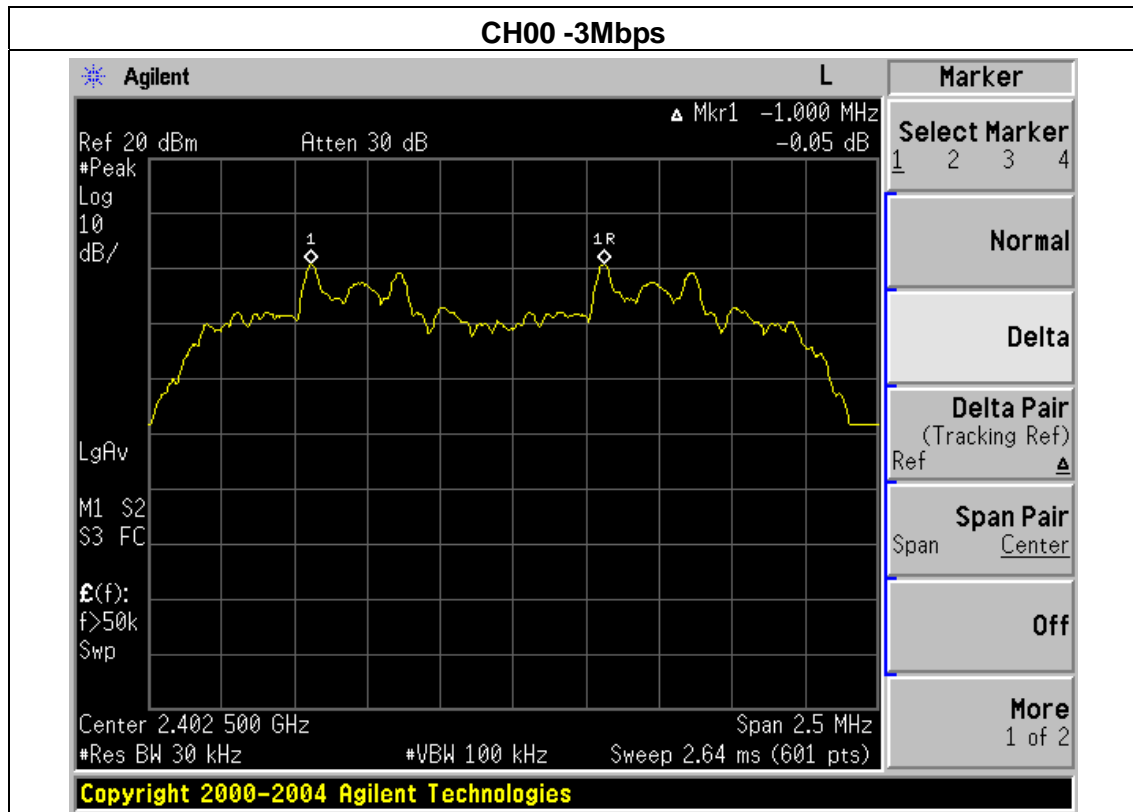 CH00 -3Mbps
Agilent
L
Marker
Δ Mkr1 -1.000 MHz
Ref 20 dBm Atten 30 dB -0.05 dB
#Peak
Log
10
dB/
1
1R
LgAv
M1 S2
S3 FC
£(f):
f>50k
Swp
Center 2.402 500 GHz Span 2.5 MHz
#Res BW 30 kHz #VBW 100 kHz Sweep 2.64 ms (601 pts)
Select Marker
1 2 3 4
Normal
Delta
Delta Pair
(Tracking Ref)
Ref Δ
Span Pair
Span Center
Off
More
1 of 2
Copyright 2000-2004 Agilent Technologies